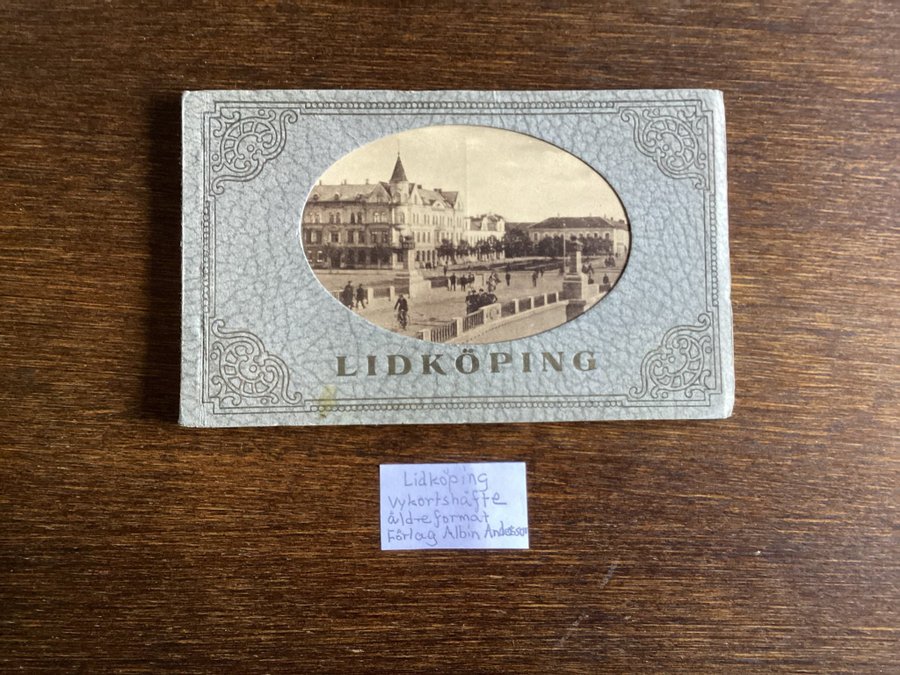 LIDKÖPING
Lidköping
Vykortshäfte
äldre format
Förlag Albin Andersson